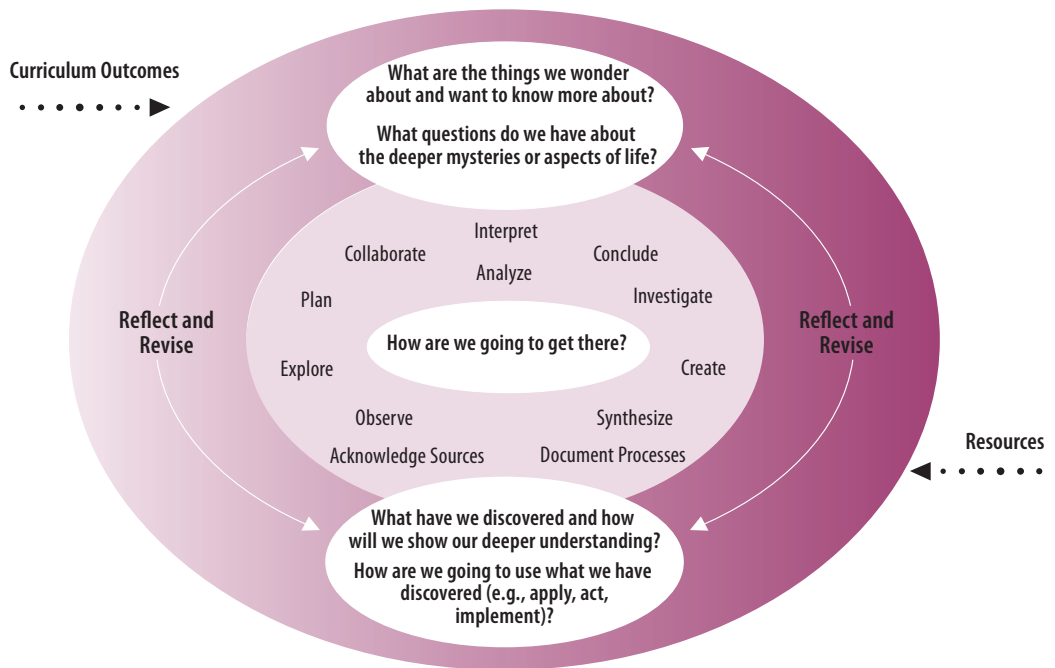 Curriculum Outcomes
What are the things we wonder
about and want to know more about?
What questions do we have about
the deeper mysteries or aspects of life?
Interpret
Collaborate
Conclude
Analyze
Plan
Investigate
Reflect and
Revise
How are we going to get there?
Reflect and
Revise
Explore
Create
Observe
Synthesize
Acknowledge Sources
Document Processes
Resources
What have we discovered and how
will we show our deeper understanding?
How are we going to use what we have
discovered (e.g., apply, act,
implement)?